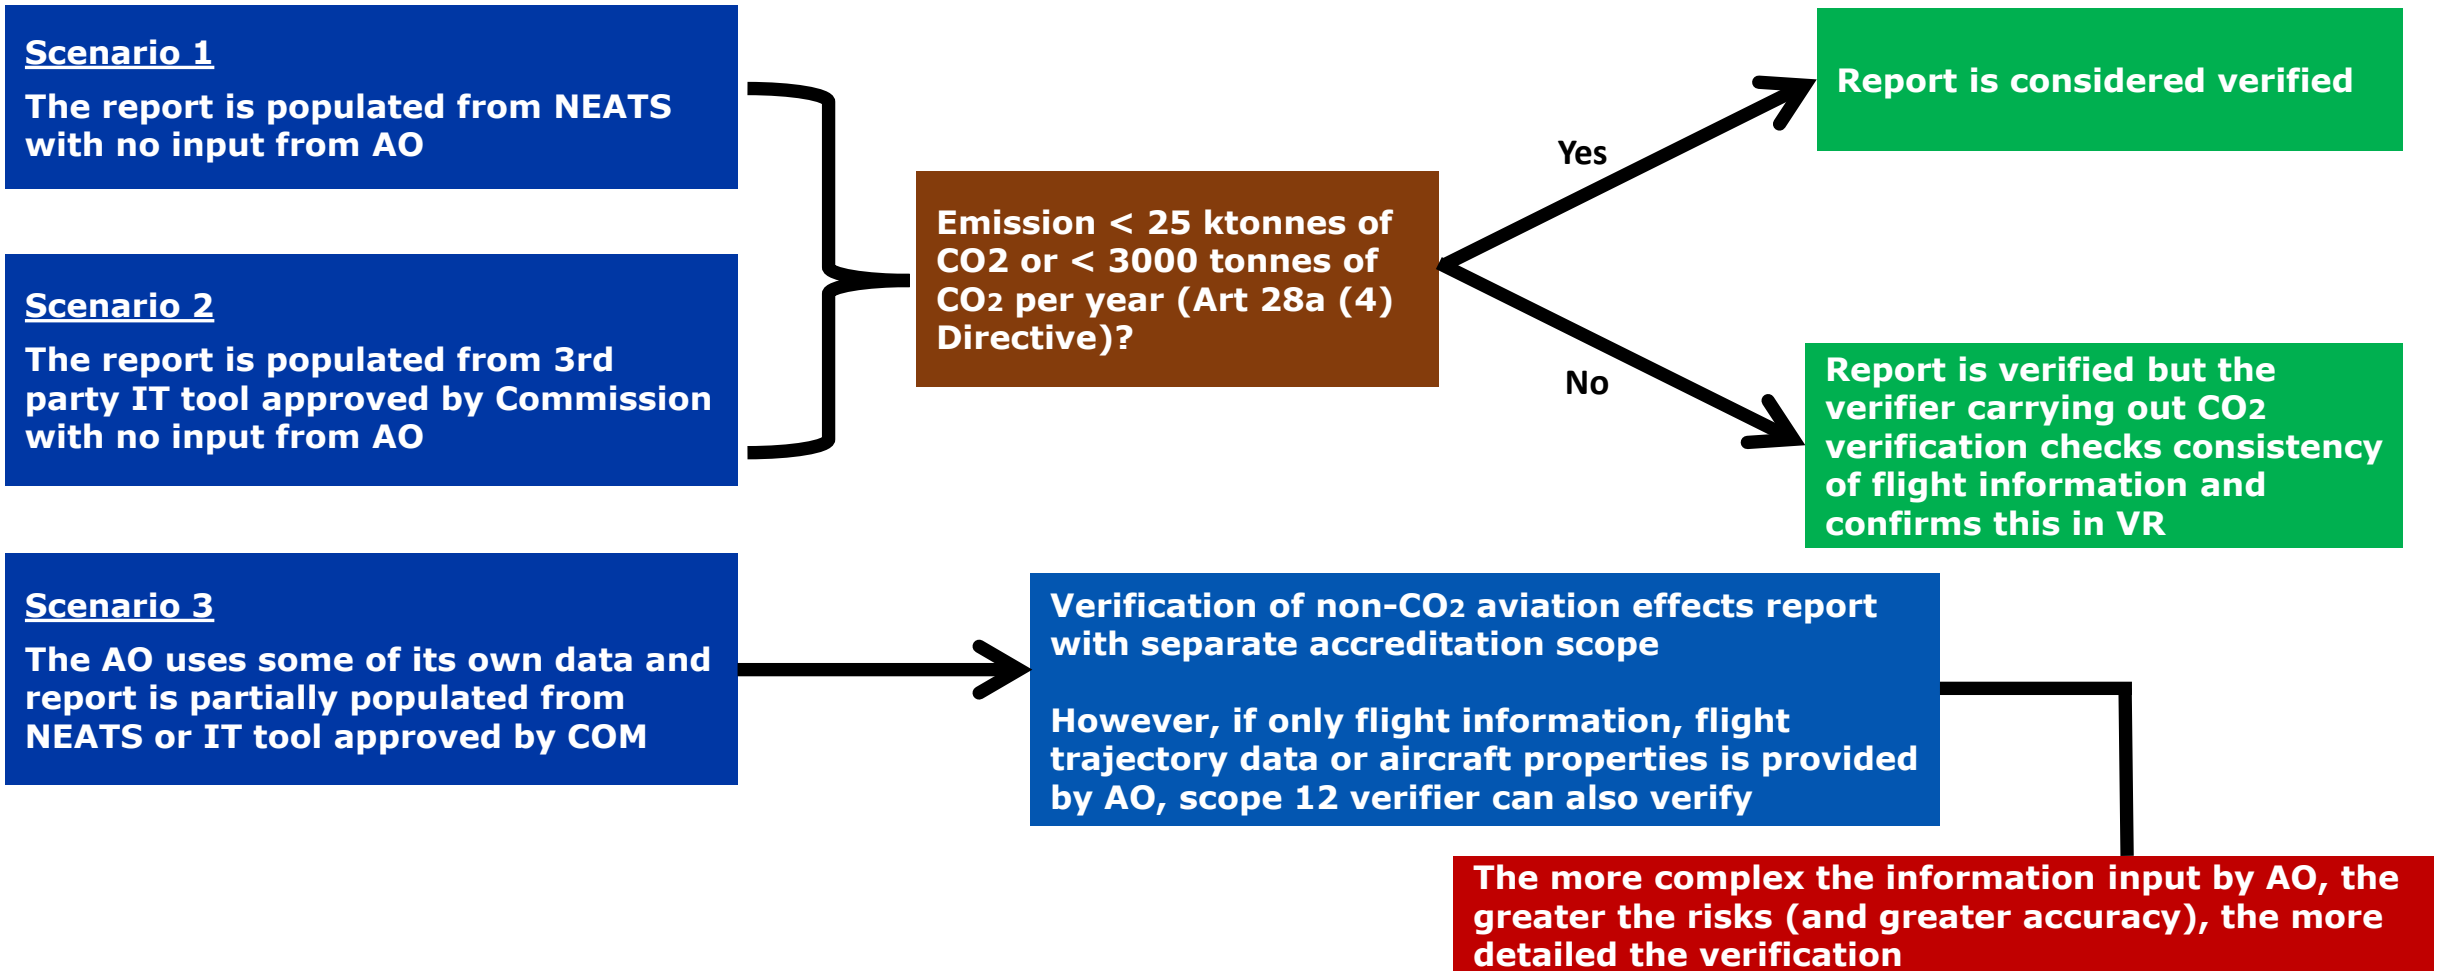 Scenario 1
The report is populated from NEATS
with no input from AO
Scenario 2
The report is populated from 3rd
party IT tool approved by Commission
with no input from AO
Emission < 25 ktonnes of
CO2 or < 3000 tonnes of
CO2 per year (Art 28a (4)
Directive)?
Yes
No
Report is considered verified
Report is verified but the
verifier carrying out CO2
verification checks consistency
of flight information and
confirms this in VR
Scenario 3
The AO uses some of its own data and
report is partially populated from
NEATS or IT tool approved by COM
Verification of non-CO2 aviation effects report
with separate accreditation scope
However, if only flight information, flight
trajectory data or aircraft properties is provided
by AO, scope 12 verifier can also verify
The more complex the information input by AO, the
greater the risks (and greater accuracy), the more
detailed the verification